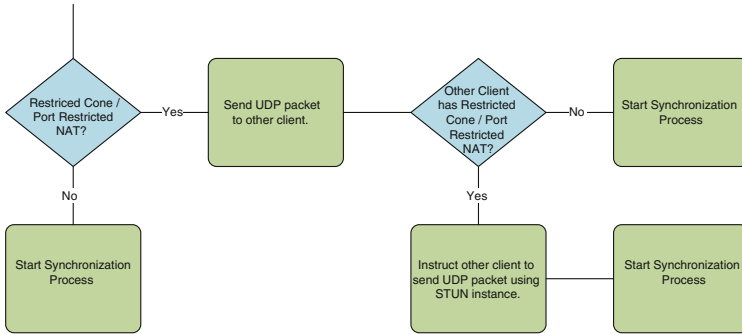 Restriced Cone /
Port Restricted
NAT?
Yes
Send UDP packet
to other client.
Other Client
has Restricted
Cone / Port
Restricted
NAT?
No
Start Synchronization
Process
No
Yes
Start Synchronization
Process
Instruct other client to
send UDP packet using
STUN instance.
Start Synchronization
Process